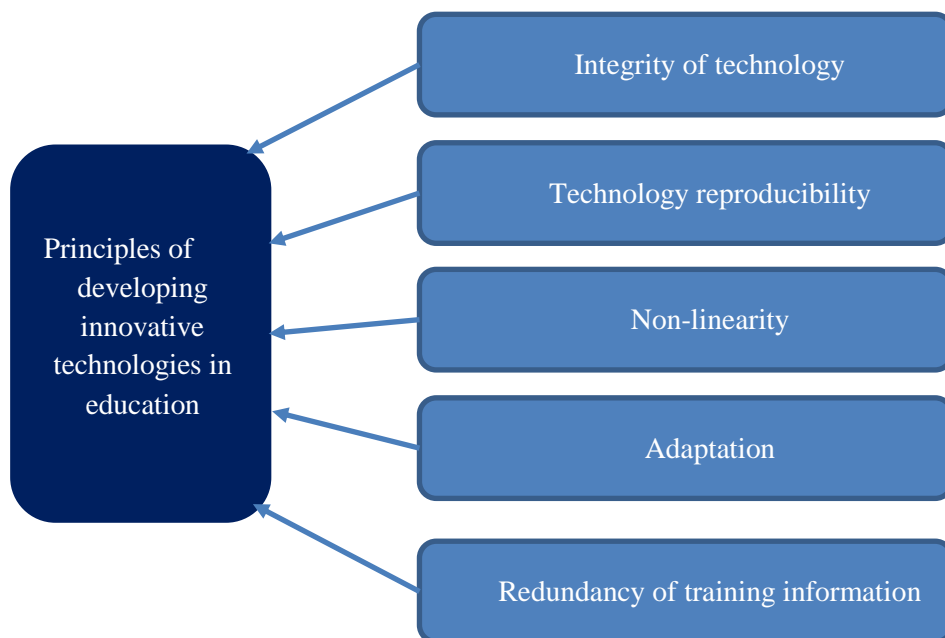 Integrity of technology
Technology reproducibility
Principles of
developing
innovative
technologies in
education
Non-linearity
Adaptation
Redundancy of training information